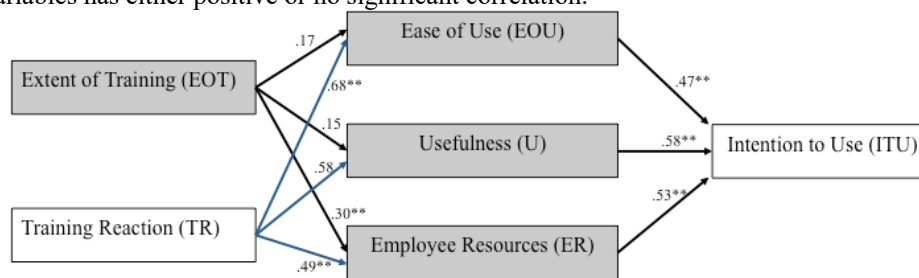 variables has either positive or no significant correlation.
Ease of Use (EOU)
.17
Extent of Training (EOT)
.68**
.47**
.15
Usefulness (U)
.58**
Intention to Use (ITU)
.58
.53**
Training Reaction (TR)
.30**
Employee Resources (ER)
.49**